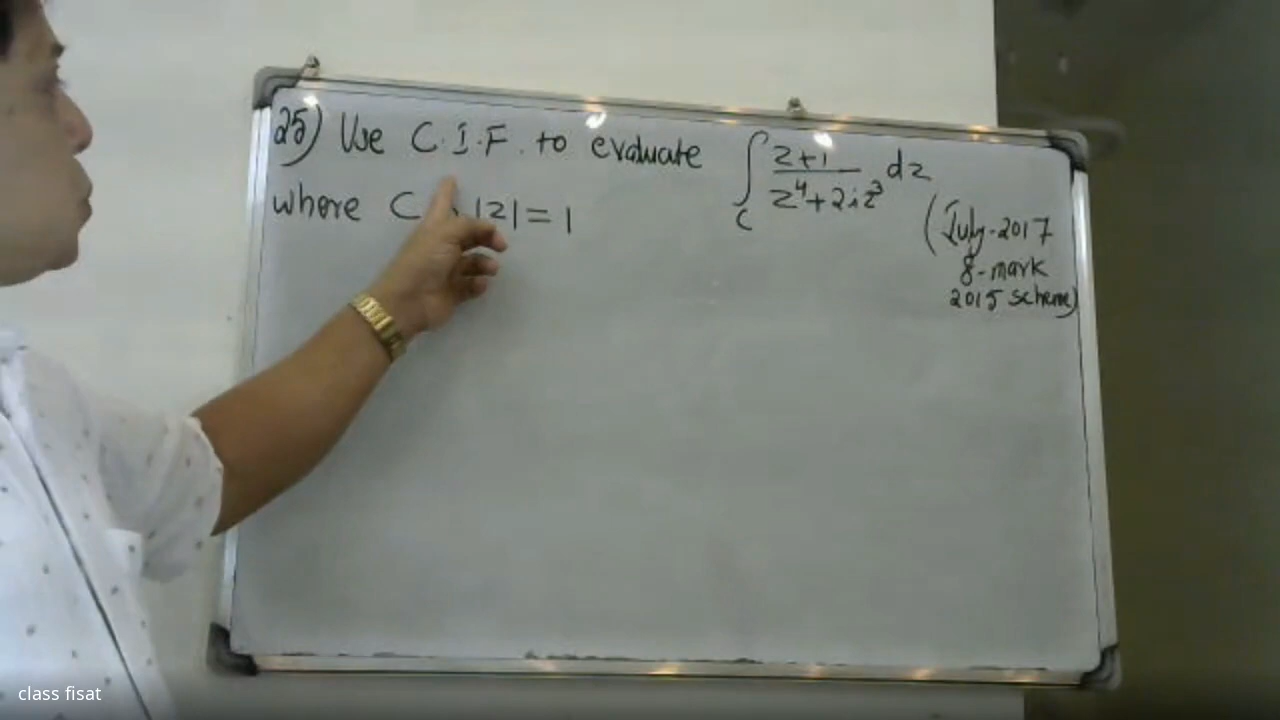 25) Use C.I.F. to evaluate ∫_C (z+1)/(z⁴+2iz³) dz
where C |z|=1
(July-2017
8-mark
2015 scheme)
class fisat